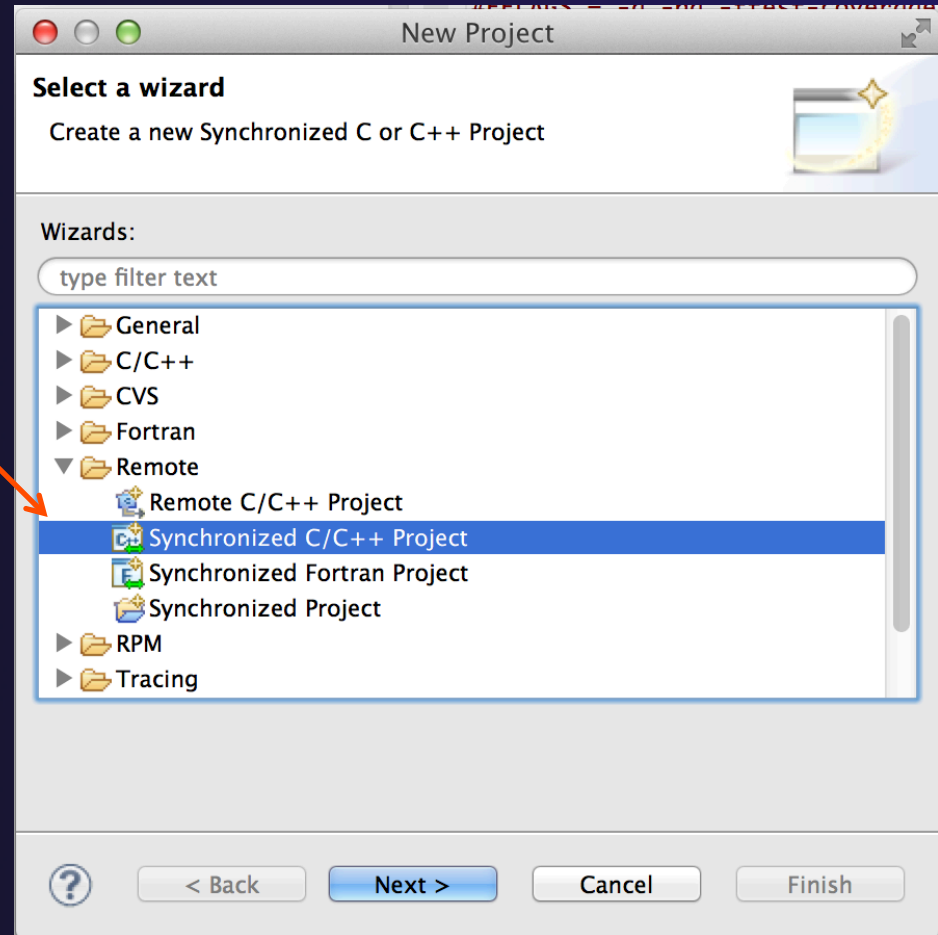 New Project
Select a wizard
Create a new Synchronized C or C++ Project
Wizards:
type filter text
General
C/C++
CVS
Fortran
Remote
Remote C/C++ Project
Synchronized C/C++ Project
Synchronized Fortran Project
Synchronized Project
RPM
Tracing
?
< Back
Next >
Cancel
Finish